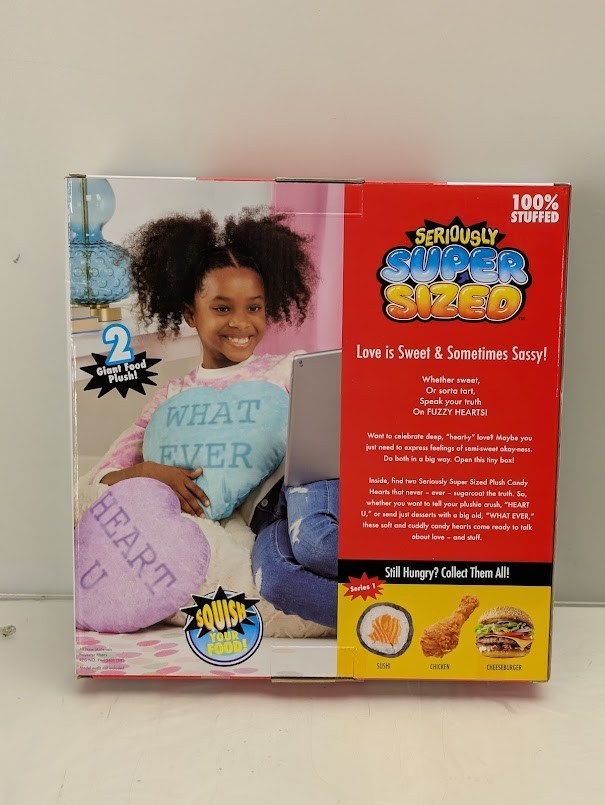 100%
STUFFED
SERIOUSLY
SUPER
SIZED
2
Giant Food
Plush!
Love is Sweet & Sometimes Sassy!
Whether sweet,
Or sorta tart,
Speak your truth
On FUZZY HEARTS!
Want to celebrate deep, "heart-y" love? Maybe you
just need to express feelings of semi-sweet okay-ness.
Do both in a big way. Open this tiny box!
Inside, find two Seriously Super Sized Plush Candy
Hearts that never – ever – sugarcoat the truth. So,
whether you want to tell your plushie crush, "HEART
U," or send just desserts with a big old, "WHAT EVER,"
these soft and cuddly candy hearts come ready to talk
about love – and stuff.
WHAT
EVER
HEART
U
SQUISH
YOUR
FOOD!
Still Hungry? Collect Them All!
Series 1
SUSHI
CHICKEN
CHEESEBURGER